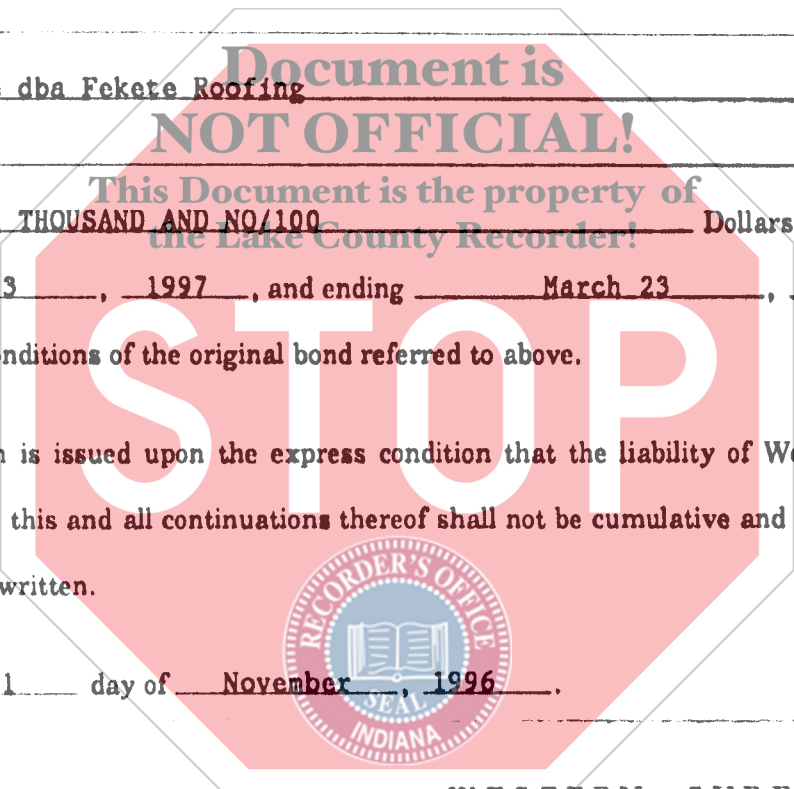 Document is
dba Fekete Roofing
NOT OFFICIAL!
This Document is the property of
THOUSAND AND NO/100 Dollars
the Lake County Recorder!
3, 1997, and ending March 23,
nditions of the original bond referred to above.
STOP
n is issued upon the express condition that the liability of We
this and all continuations thereof shall not be cumulative and
written.
RECORDER'S OFFICE
1 day of November, 1996.
SEAL
INDIANA